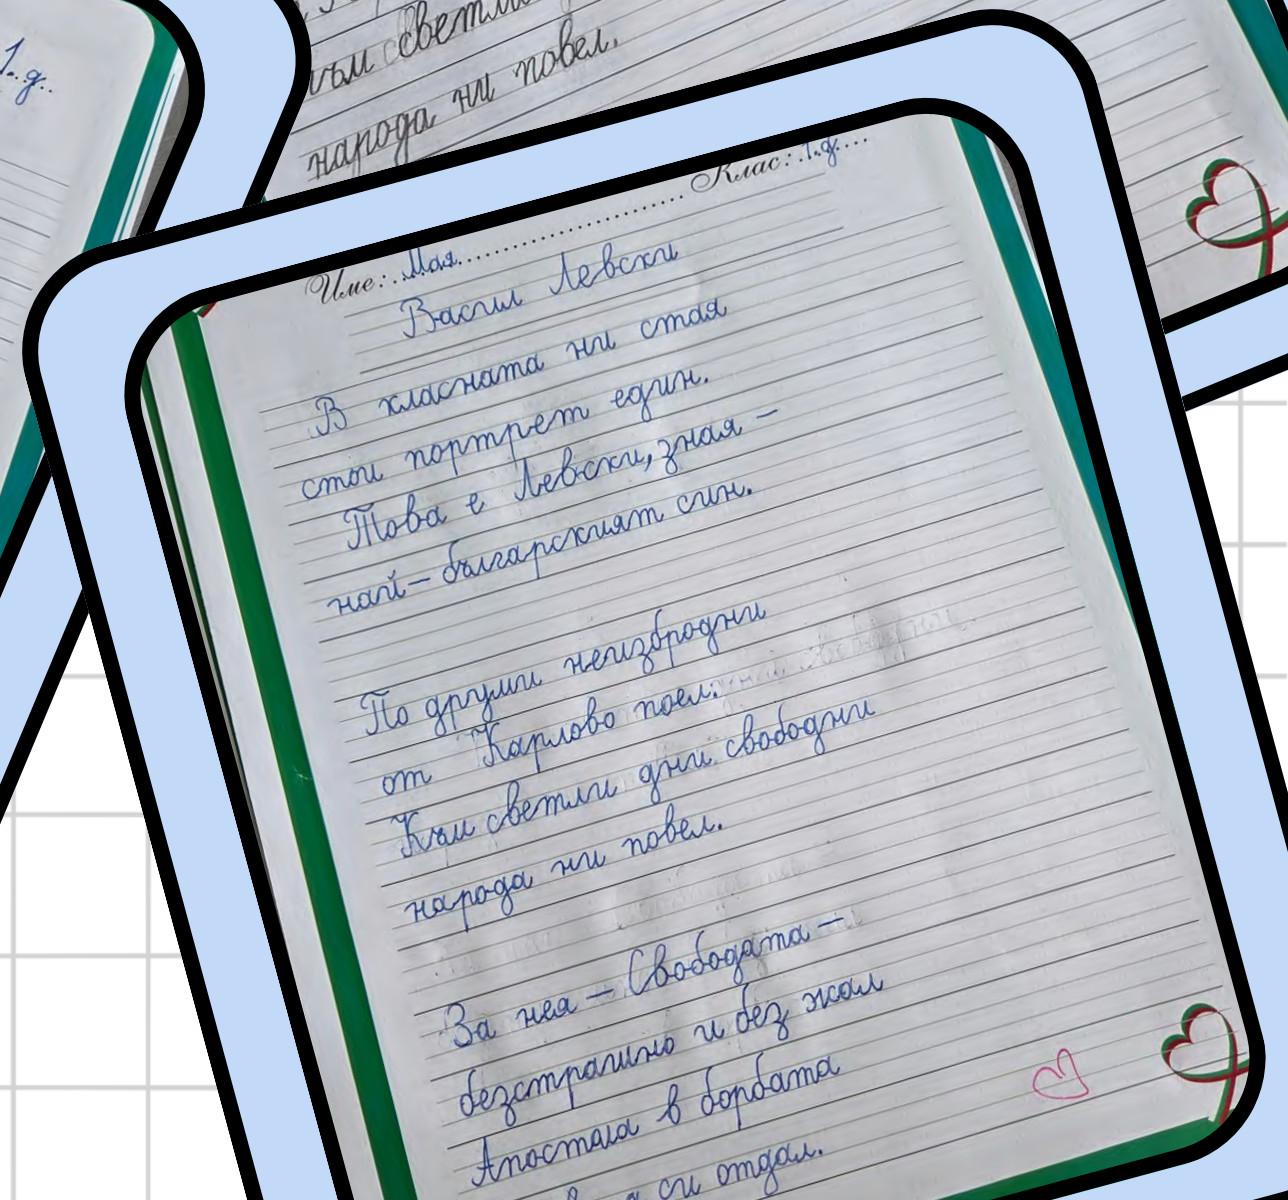 1.д.
към светли
народа ни повел.
Име: Мая Клас: 1.д.
Васил Левски
В класната ни стая
стои портрет един.
Това е Левски, зная –
най – българският син.
По друми неизбродни
от Карлово поел.
Към светли дни свободни
народа ни повел.
За нея – Свободата –
безстрашно и без жал
Апостола в борбата
си отдал.